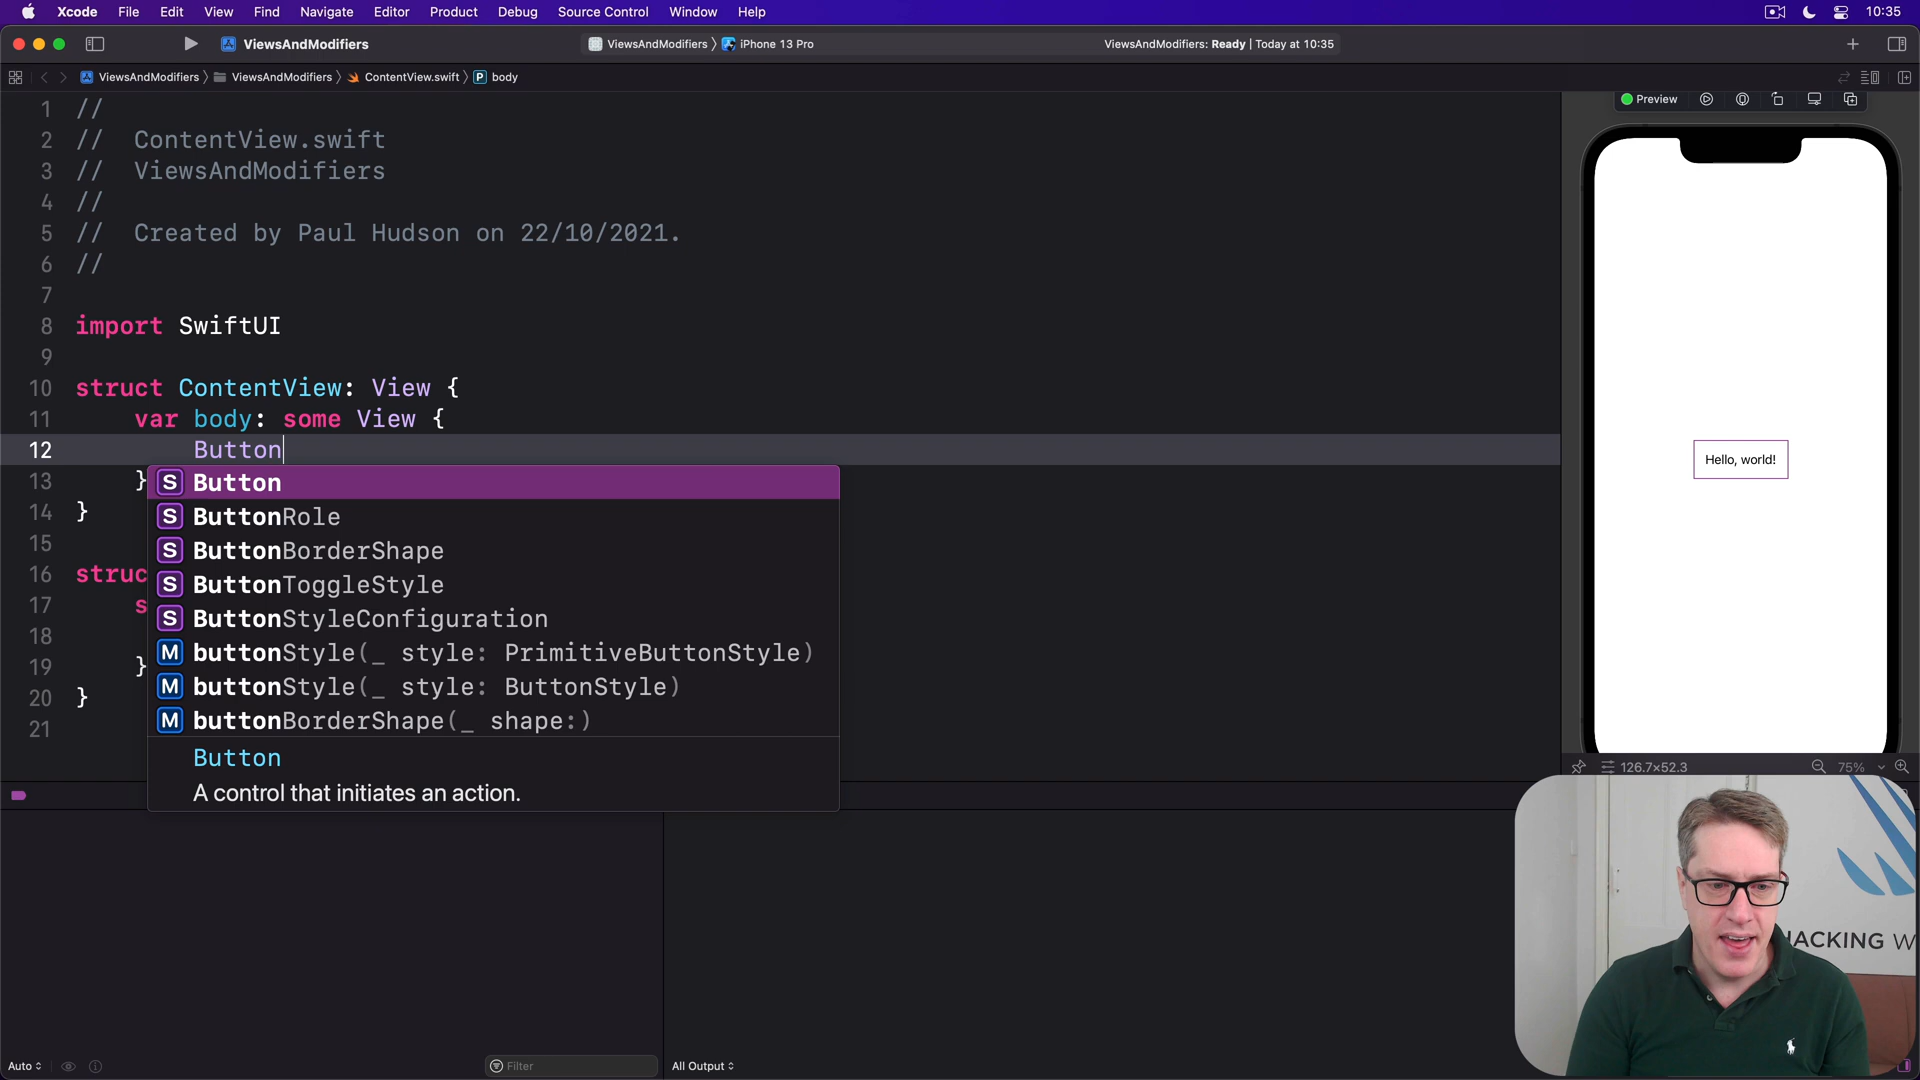 Xcode File Edit View Find Navigate Editor Product Debug Source Control Window Help 10:35
ViewsAndModifiers ViewsAndModifiers iPhone 13 Pro ViewsAndModifiers: Ready | Today at 10:35
ViewsAndModifiers ViewsAndModifiers ContentView.swift P body
Preview
1 //
2 // ContentView.swift
3 // ViewsAndModifiers
4 //
5 // Created by Paul Hudson on 22/10/2021.
6 //
7
8 import SwiftUI
9
10 struct ContentView: View {
11 var body: some View {
12 Button
13 }
14 }
15
16 struc
17 s
18
19 }
20 }
21
S Button
S ButtonRole
S ButtonBorderShape
S ButtonToggleStyle
S ButtonStyleConfiguration
M buttonStyle(_ style: PrimitiveButtonStyle)
M buttonStyle(_ style: ButtonStyle)
M buttonBorderShape(_ shape:)
Button
A control that initiates an action.
Hello, world!
126.7×52.3 75%
HACKING W
Auto Filter All Output